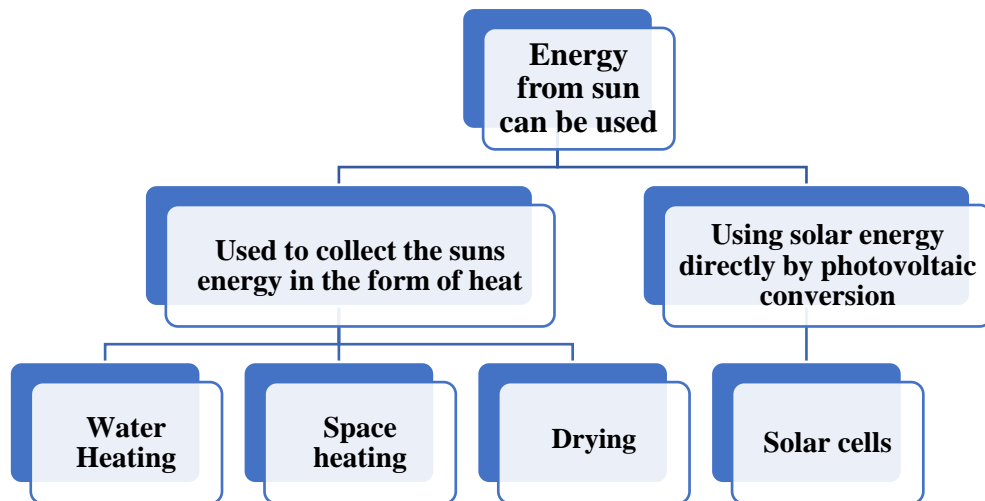 Energy
from sun
can be used
Used to collect the suns
energy in the form of heat
Using solar energy
directly by photovoltaic
conversion
Water
Heating
Space
heating
Drying
Solar cells